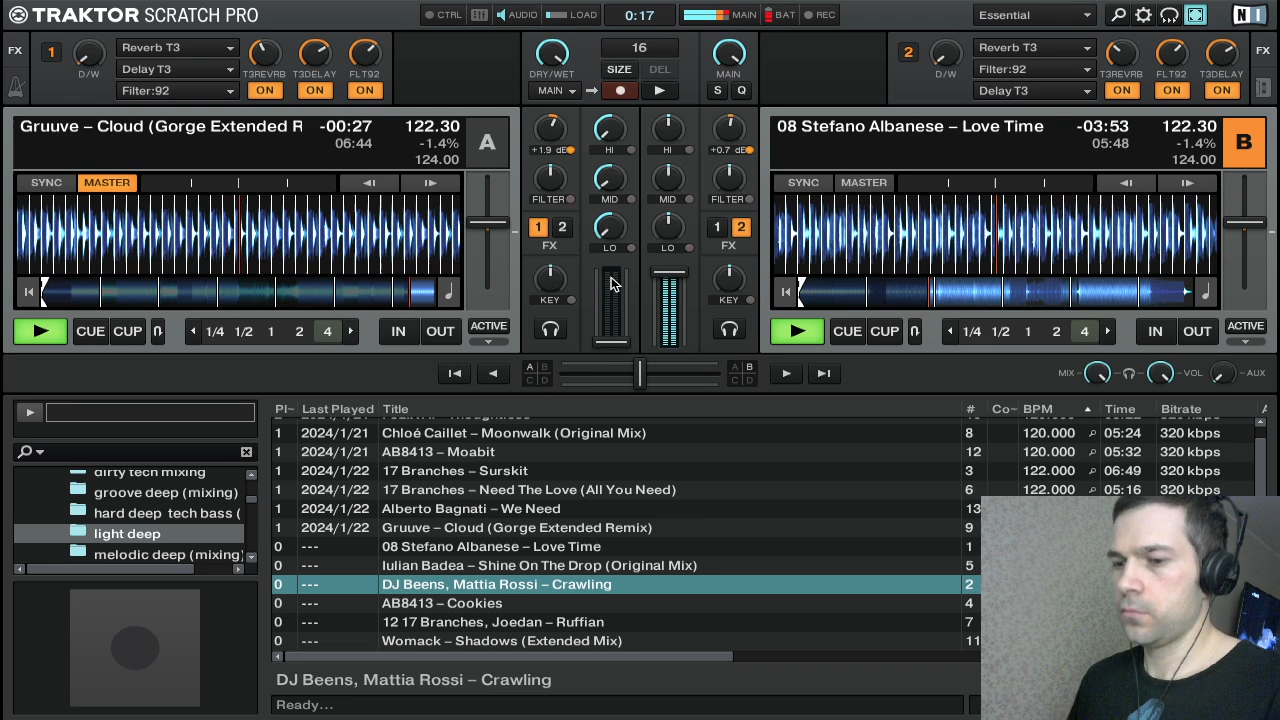 TRAKTOR SCRATCH PRO
CTRL AUDIO LOAD 0:17 MAIN BAT REC Essential
FX 1 D/W Reverb T3 Delay T3 Filter:92 T3REVRB T3DELAY FLT92 ON ON ON
DRY/WET MAIN 16 SIZE DEL MAIN S Q
2 D/W Reverb T3 Filter:92 Delay T3 T3REVRB FLT92 T3DELAY ON ON ON FX
Gruuve – Cloud (Gorge Extended R -00:27 122.30 A
06:44 -1.4%
124.00
SYNC MASTER
CUE CUP 1/4 1/2 1 2 4 IN OUT ACTIVE
+1.9 dB HI HI +0.7 dB
FILTER MID MID FILTER
1 2 FX LO LO 1 2 FX
KEY KEY
08 Stefano Albanese – Love Time -03:53 122.30 B
05:48 -1.4%
124.00
SYNC MASTER
CUE CUP 1/4 1/2 1 2 4 IN OUT ACTIVE
A B C D A B C D MIX VOL AUX
dirty tech mixing
groove deep (mixing)
hard deep tech bass (
light deep
melodic deep (mixing)
Pl~ Last Played Title # Co~ BPM Time Bitrate
1 2024/1/21 Chloé Caillet – Moonwalk (Original Mix) 8 120.000 05:24 320 kbps
1 2024/1/21 AB8413 – Moabit 12 120.000 05:32 320 kbps
1 2024/1/22 17 Branches – Surskit 3 122.000 06:49 320 kbps
1 2024/1/22 17 Branches – Need The Love (All You Need) 6 122.000 05:16 320 kbps
1 2024/1/22 Alberto Bagnati – We Need 13
1 2024/1/22 Gruuve – Cloud (Gorge Extended Remix) 9
0 --- 08 Stefano Albanese – Love Time 1
0 --- Iulian Badea – Shine On The Drop (Original Mix) 5
0 --- DJ Beens, Mattia Rossi – Crawling 2
0 --- AB8413 – Cookies 4
0 --- 12 17 Branches, Joedan – Ruffian 7
0 --- Womack – Shadows (Extended Mix) 11
DJ Beens, Mattia Rossi – Crawling
Ready...